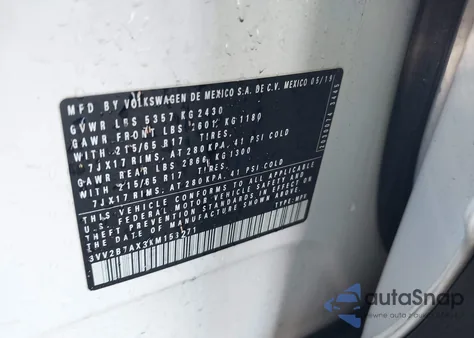 MFD BY VOLKSWAGEN DE MEXICO S.A. DE C.V. MEXICO 05/19
GVWR LBS 5357 KG 2430
GAWR FRONT LBS 2601 KG 1180
WITH 215/65 R17 TIRES.
7JX17 RIMS. AT 280KPA. 41 PSI COLD
GAWR REAR LBS 2866 KG 1300
WITH 215/65 R17 TIRES.
7JX17 RIMS. AT 280KPA. 41 PSI COLD
THIS VEHICLE CONFORMS TO ALL APPLICABLE
U.S. FEDERAL MOTOR VEHICLE SAFETY AND
THEFT PREVENTION STANDARDS IN EFFECT ON
THE DATE OF MANUFACTURE SHOWN ABOVE.
3VV2B7AX3KM153271 TYPE: MPV
autoSnap